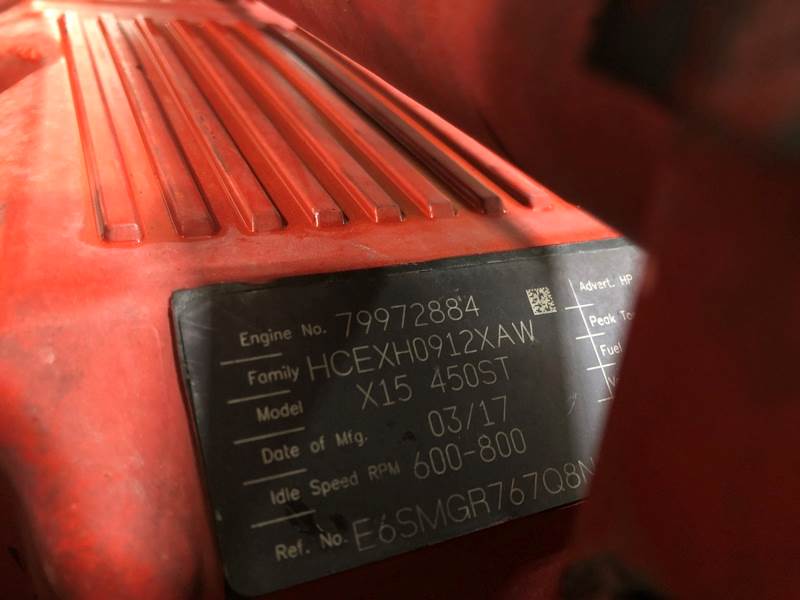 Engine No. 79972884
Family HCEXH0912XAW
Model X15 450ST
Date of Mfg. 03/17
Idle Speed RPM 600-800
Ref. No. E6SMGR767Q8N
Advert. HP
Peak
Fuel